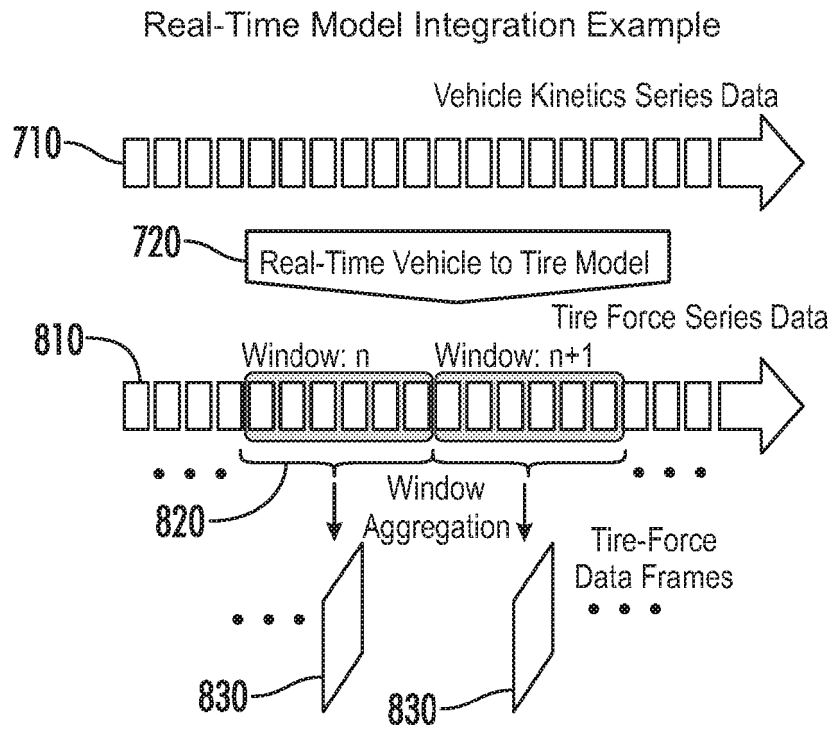 Real-Time Model Integration Example
Vehicle Kinetics Series Data
710
720
Real-Time Vehicle to Tire Model
Tire Force Series Data
810
Window: n
Window: n+1
820
Window
Aggregation
Tire-Force
Data Frames
830
830